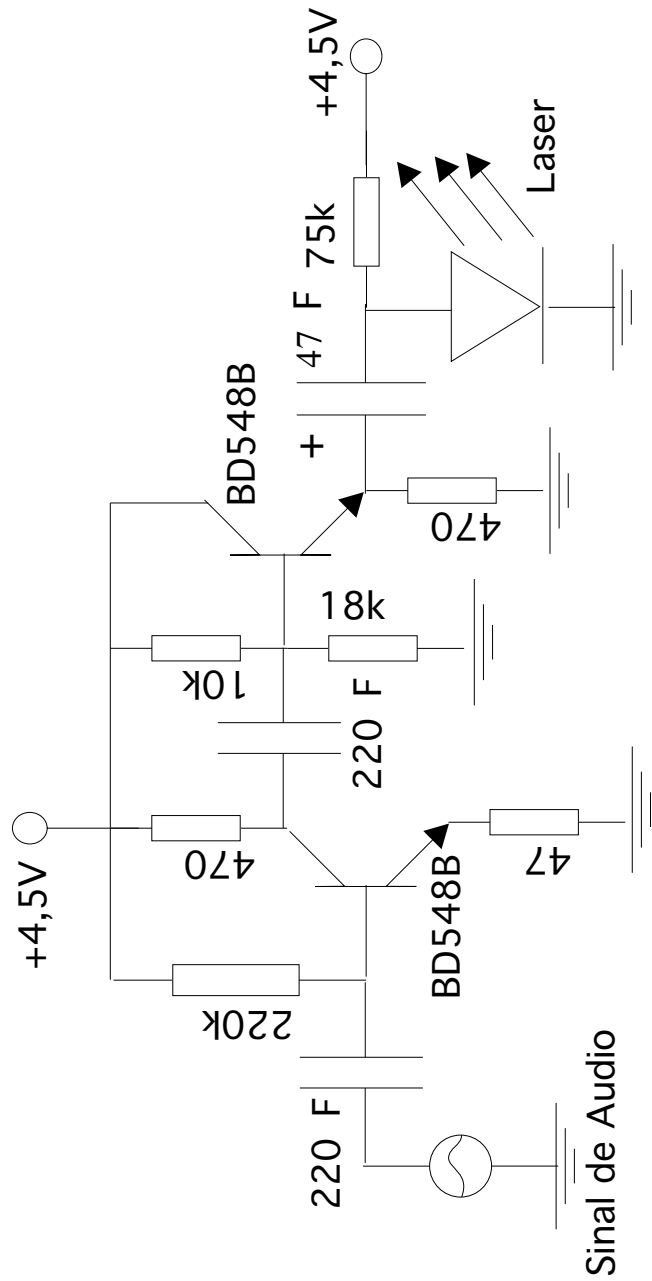 +4,5V
220k
470
10k
BD548B
+
47 F
75k
+4,5V
220 F
18k
220 F
BD548B
47
470
Laser
Sinal de Audio